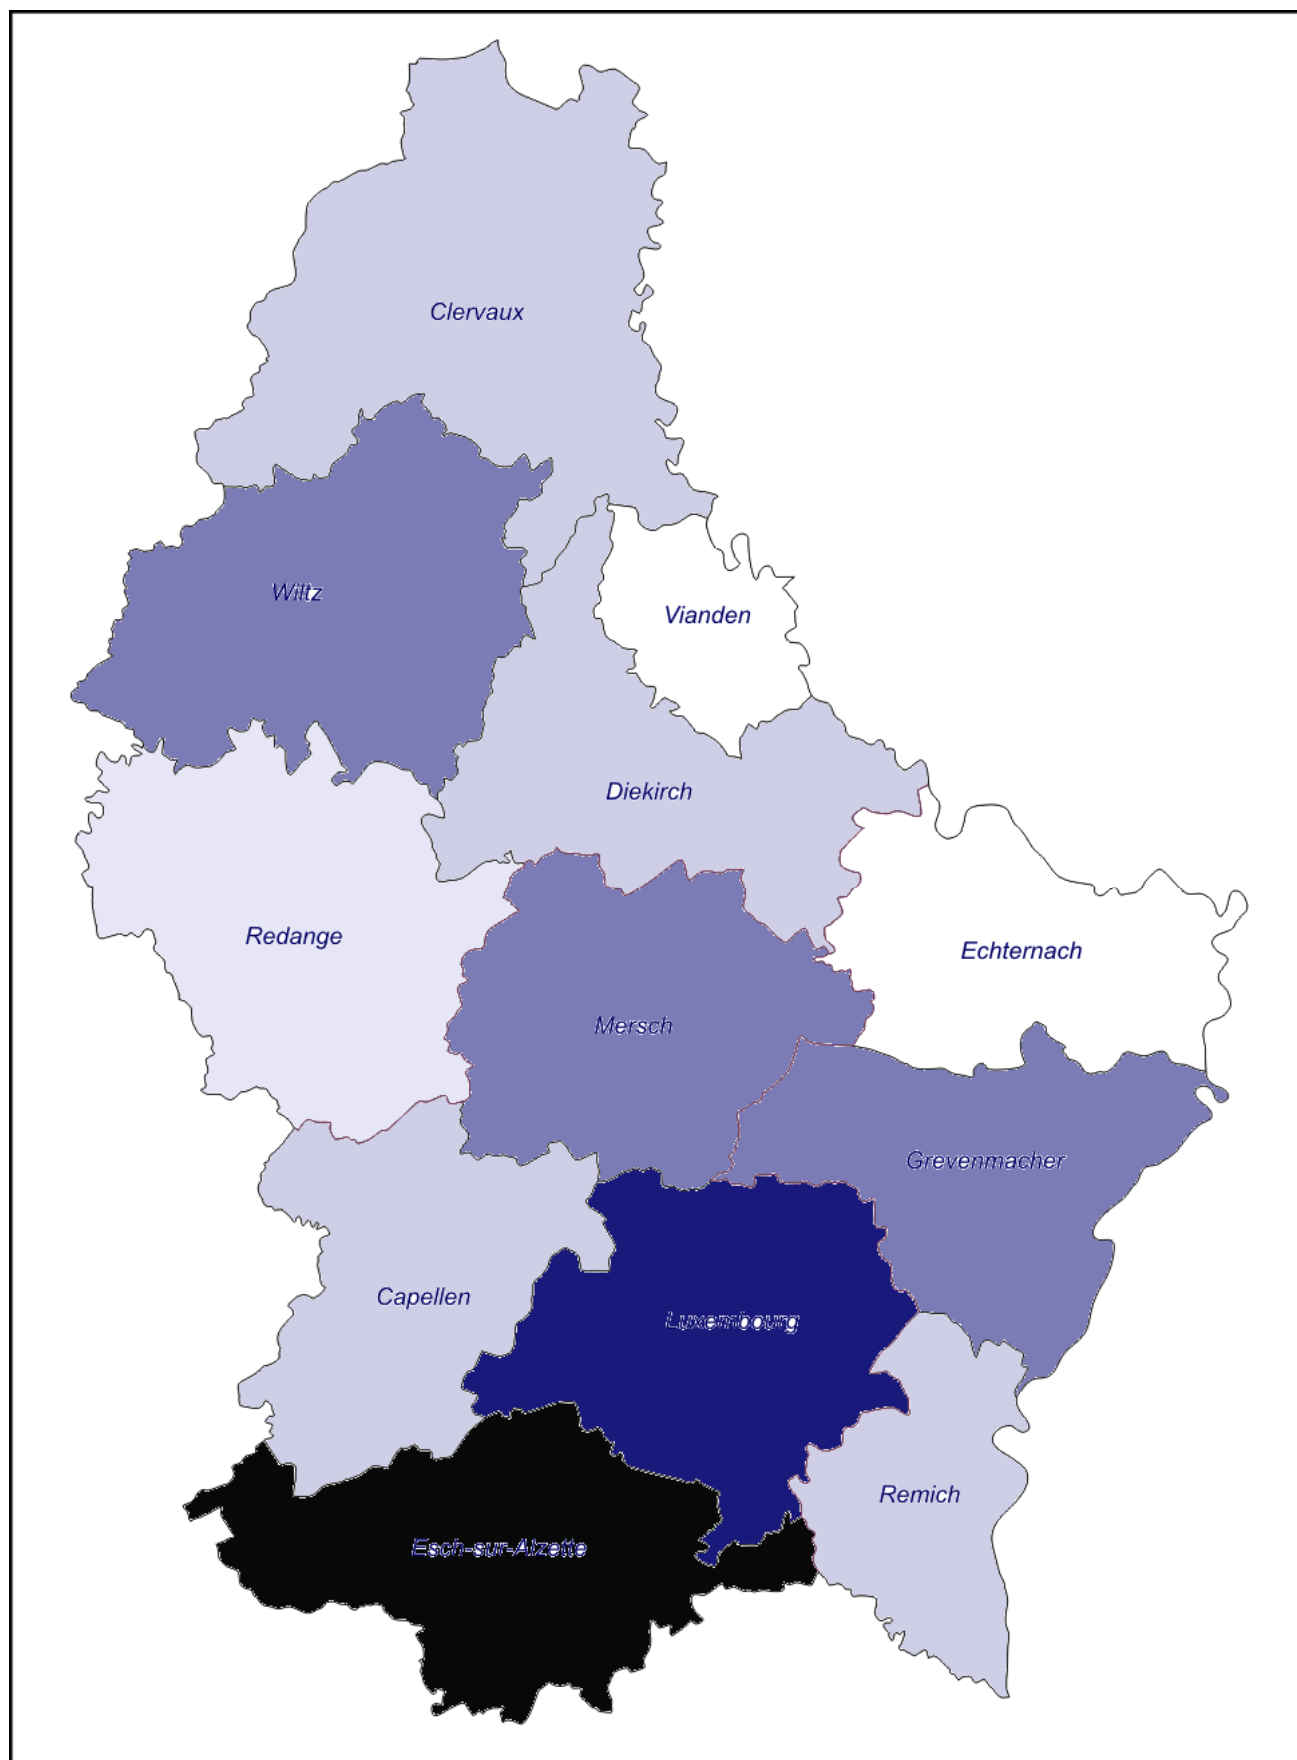 Clervaux
Wiltz
Vianden
Diekirch
Redange
Echternach
Mersch
Grevenmacher
Capellen
Luxembourg
Remich
Esch-sur-Alzette